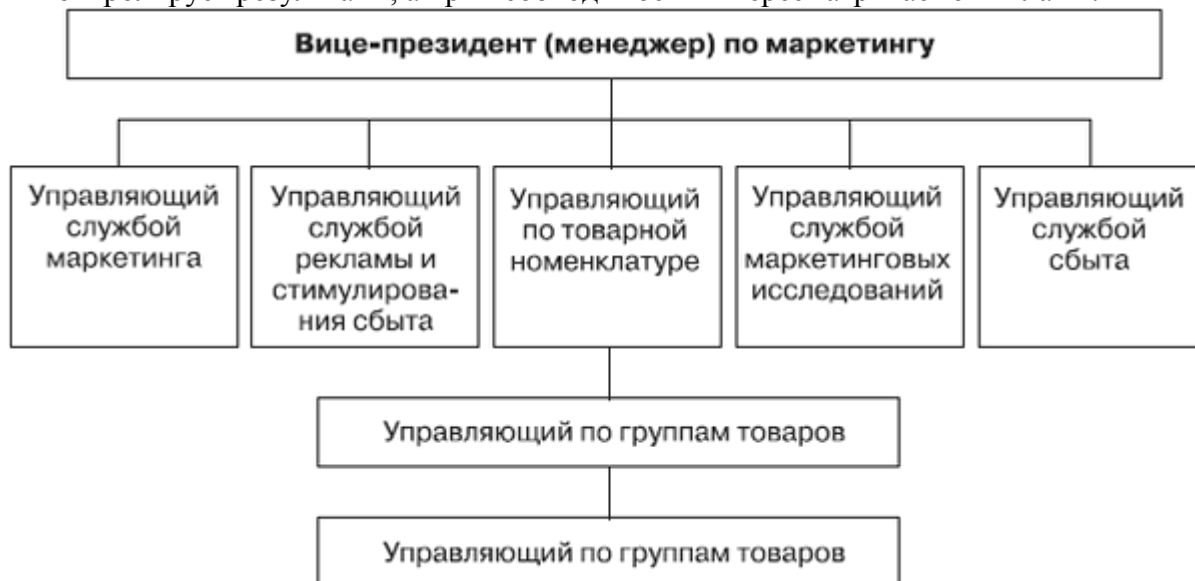 Вице-президент (менеджер) по маркетингу
Управляющий
службой
маркетинга
Управляющий
службой
рекламы и
стимулирова-
ния сбыта
Управляющий
по товарной
номенклатуре
Управляющий
службой
маркетинговых
исследований
Управляющий
службой
сбыта
Управляющий по группам товаров
Управляющий по группам товаров